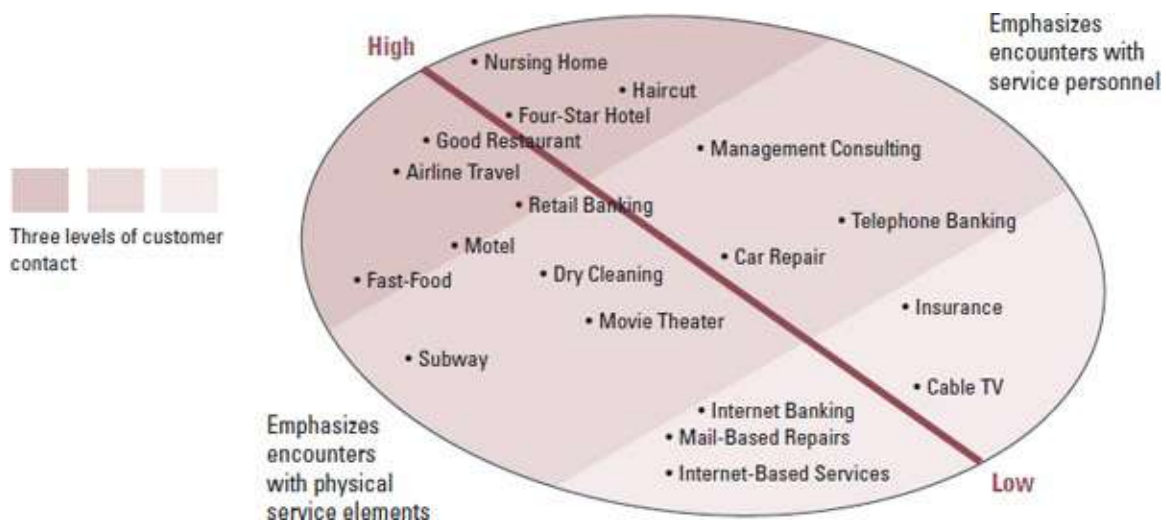 High
Emphasizes
encounters with
service personnel
• Nursing Home
• Haircut
• Four-Star Hotel
• Good Restaurant
• Management Consulting
• Airline Travel
• Retail Banking
• Telephone Banking
Three levels of customer
contact
• Motel
• Car Repair
• Fast-Food
• Dry Cleaning
• Insurance
• Movie Theater
• Subway
• Cable TV
• Internet Banking
• Mail-Based Repairs
• Internet-Based Services
Emphasizes
encounters
with physical
service elements
Low